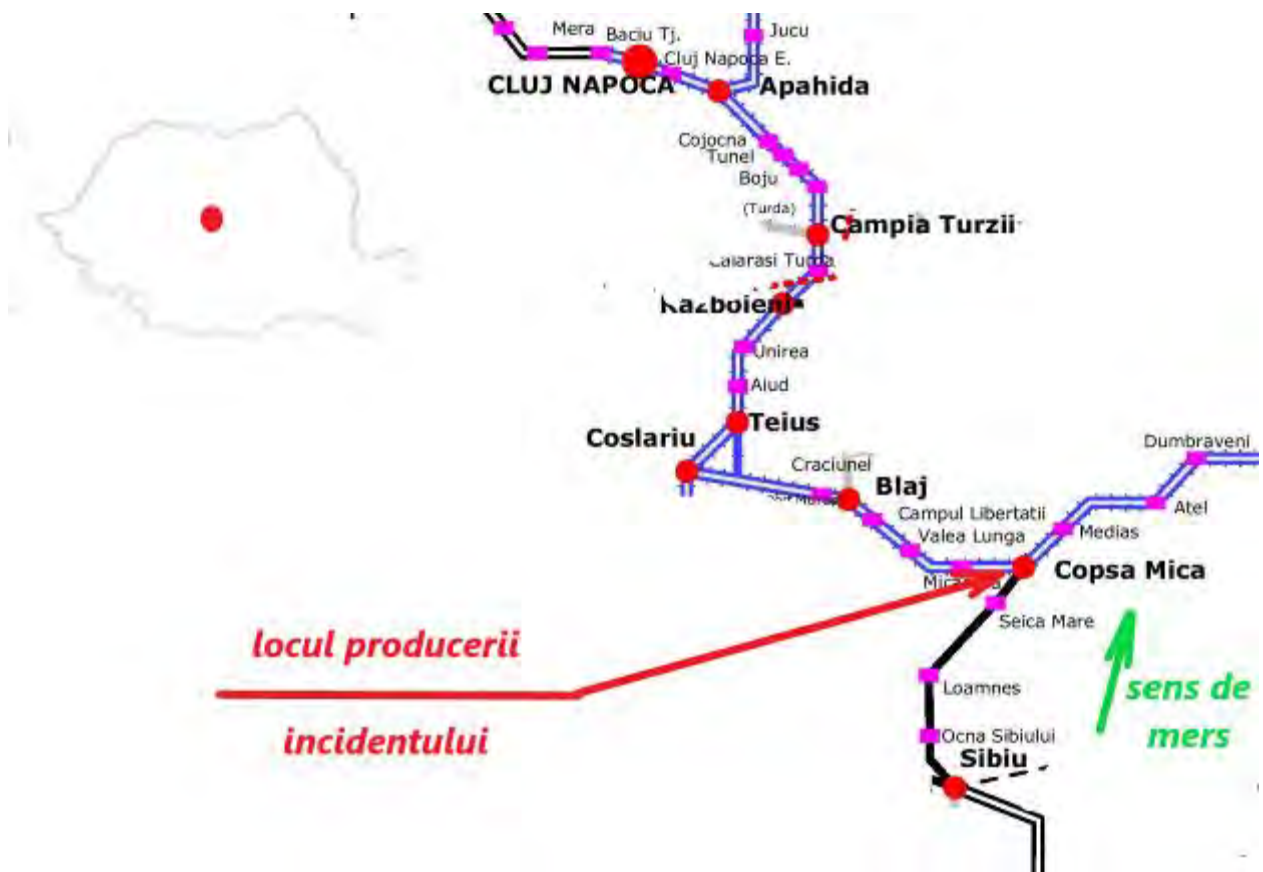 Mera
Baciu Tj.
Jucu
Cluj Napoca E.
CLUJ NAPOCA
Apahida
Cojocna
Tunel
Boju
(Turda)
Campia Turzii
Unirea
Aiud
Teius
Coslariu
Dumbraveni
Craciunel
Blaj
Atel
Campul Libertatii
Medias
Valea Lunga
Copsa Mica
Seica Mare
locul producerii
incidentului
Loamnes
sens de
mers
Ocna Sibiului
Sibiu